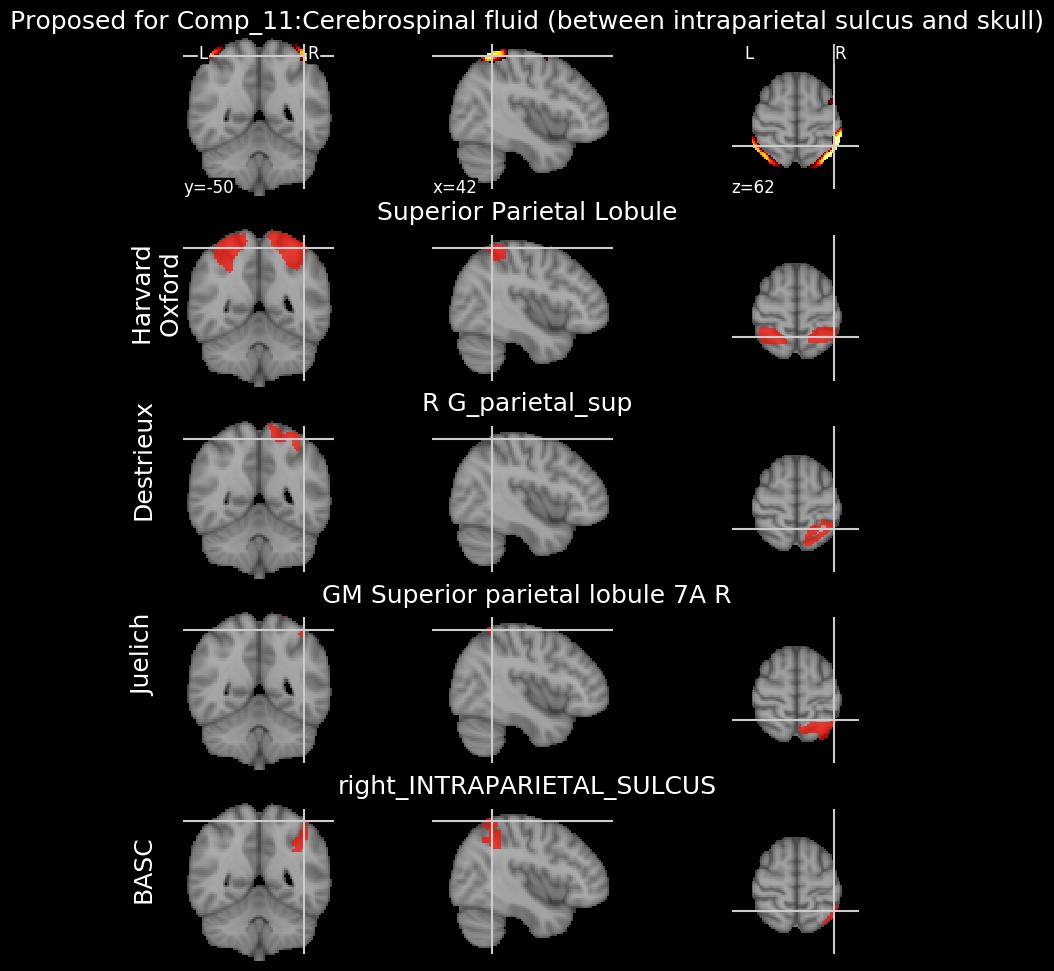 Proposed for Comp_11:Cerebrospinal fluid (between intraparietal sulcus and skull)
L R
L R
y=-50
x=42
z=62
Superior Parietal Lobule
Harvard
Oxford
R G_parietal_sup
Destrieux
GM Superior parietal lobule 7A R
Juelich
right_INTRAPARIETAL_SULCUS
BASC